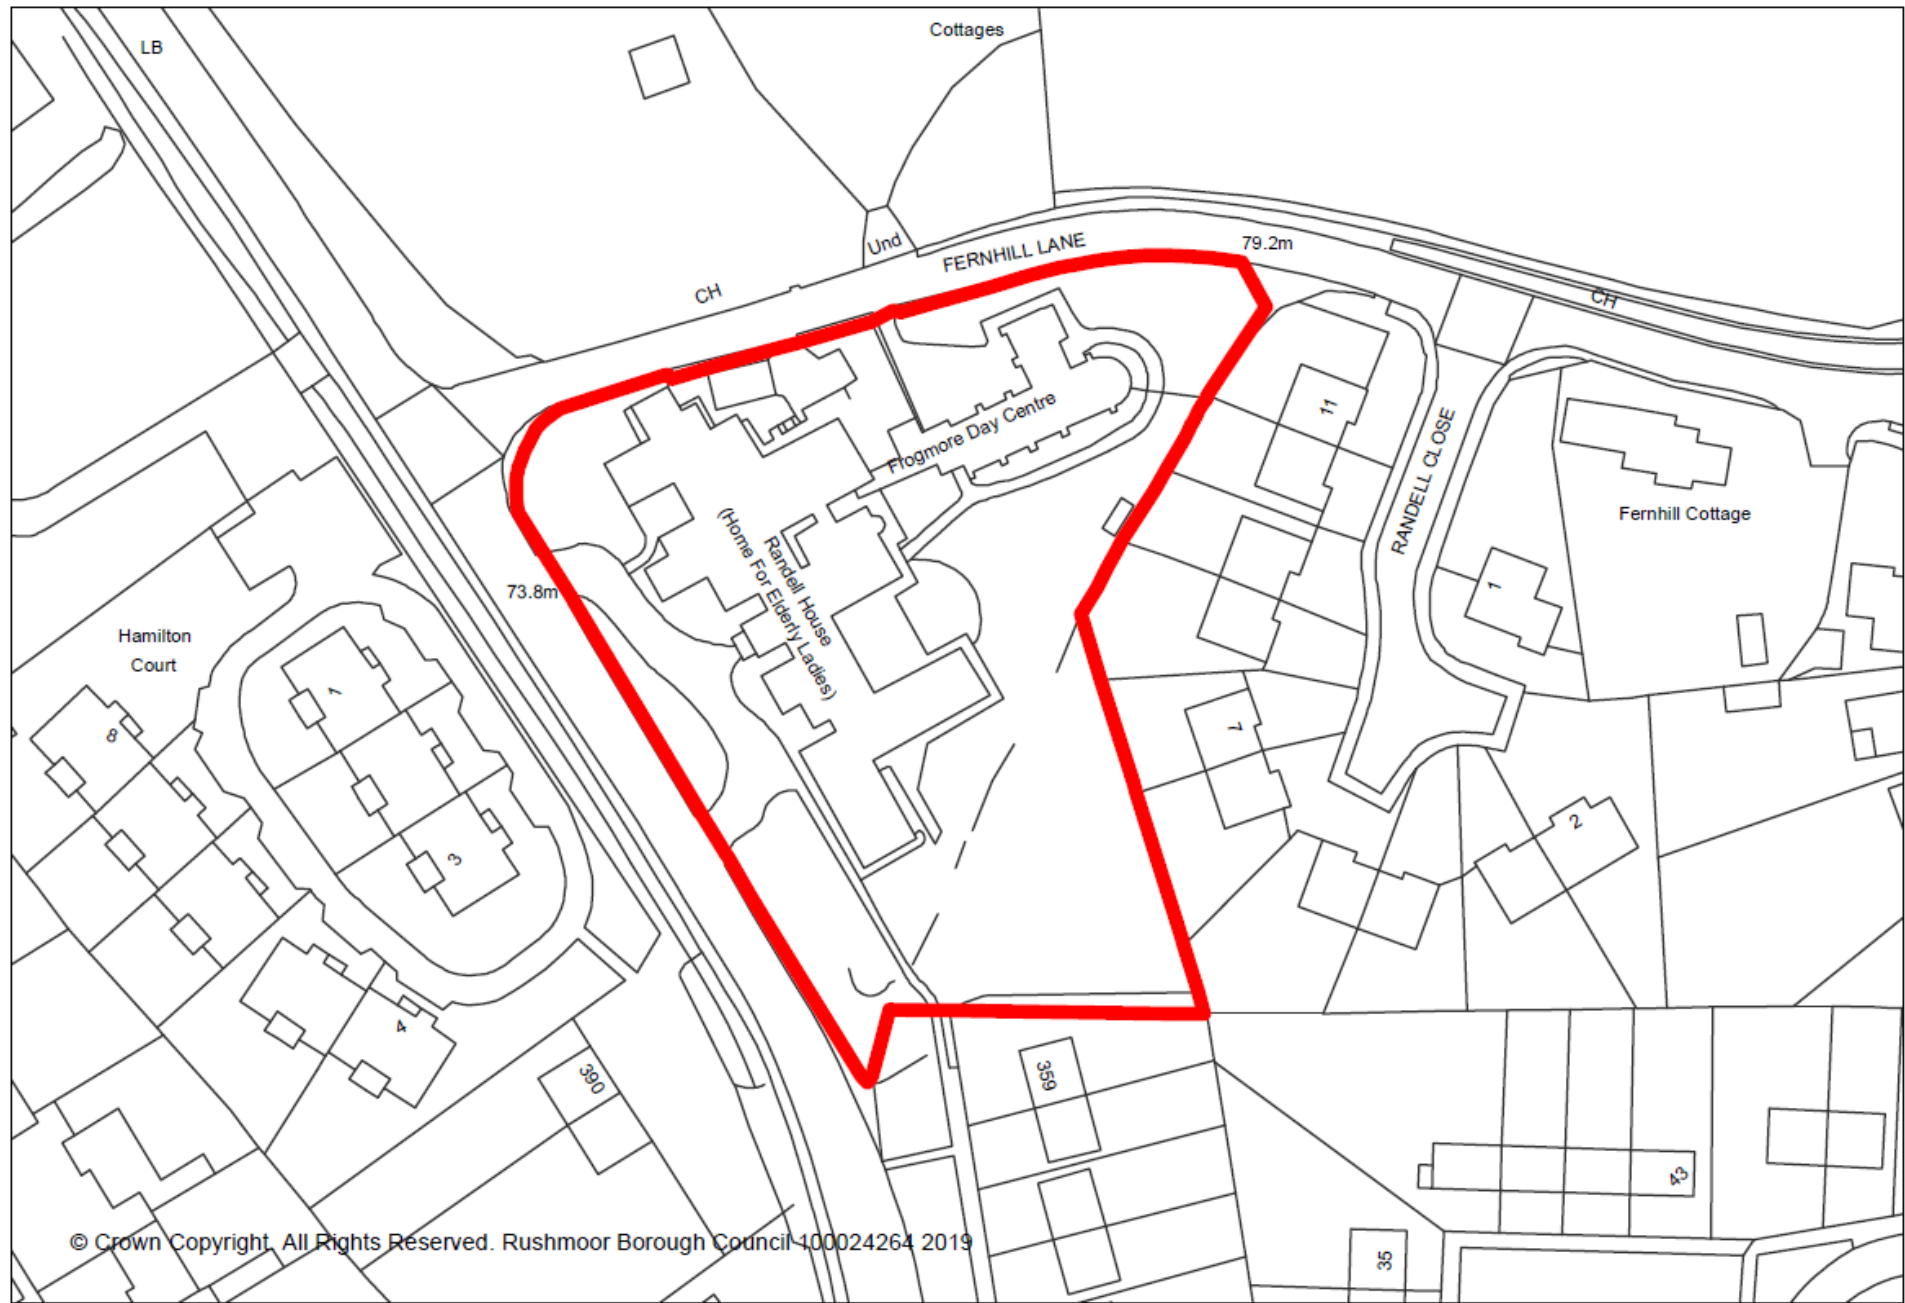 LB
Cottages
Und
FERNHILL LANE
79.2m
CH
CH
11
Frogmore Day Centre
RANDELL CLOSE
Fernhill Cottage
1
Randell House
(Home For Elderly Ladies)
73.8m
Hamilton
Court
1
8
7
3
2
4
390
359
43
35
© Crown Copyright. All Rights Reserved. Rushmoor Borough Council 100024264 2019